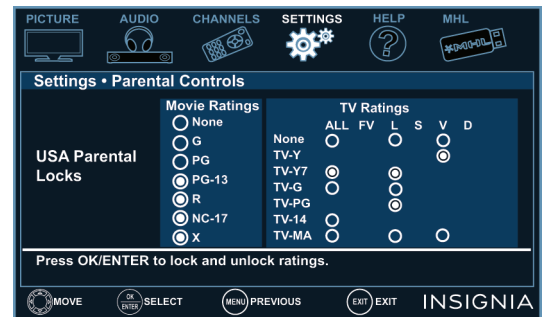 PICTURE AUDIO CHANNELS SETTINGS HELP MHL
?
MHL
Settings • Parental Controls
USA Parental
Locks
Movie Ratings
None
G
PG
PG-13
R
NC-17
X
TV Ratings
ALL FV L S V D
None
TV-Y
TV-Y7
TV-G
TV-PG
TV-14
TV-MA
Press OK/ENTER to lock and unlock ratings.
MOVE OK ENTER SELECT MENU PREVIOUS EXIT EXIT INSIGNIA